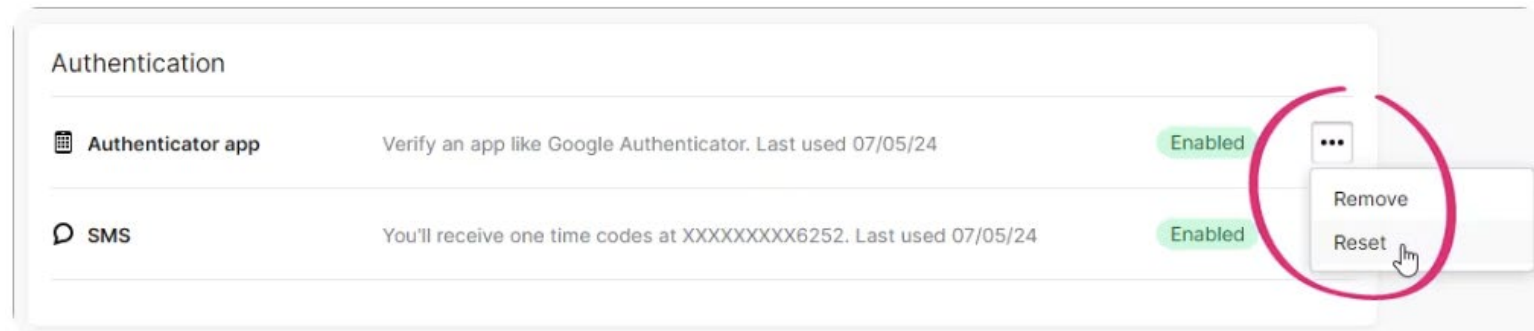 Authentication
Authenticator app Verify an app like Google Authenticator. Last used 07/05/24 Enabled •••
Remove
SMS You'll receive one time codes at XXXXXXXXX6252. Last used 07/05/24 Enabled
Reset